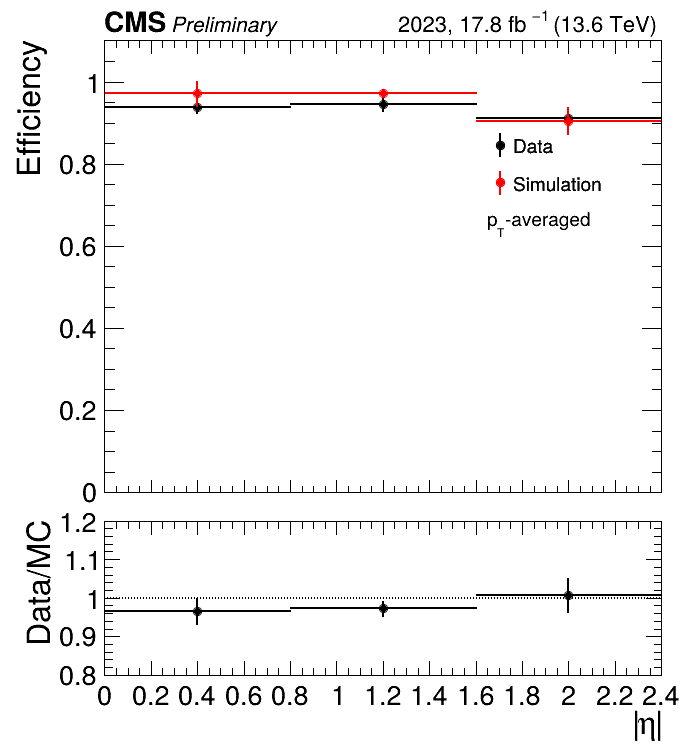 CMS Preliminary 2023, 17.8 fb⁻¹ (13.6 TeV)
Efficiency
1
0.8
0.6
0.4
0.2
0
Data
Simulation
p_T-averaged
Data/MC
1.2
1.1
1
0.9
0.8
0 0.2 0.4 0.6 0.8 1 1.2 1.4 1.6 1.8 2 2.2 2.4
|η|